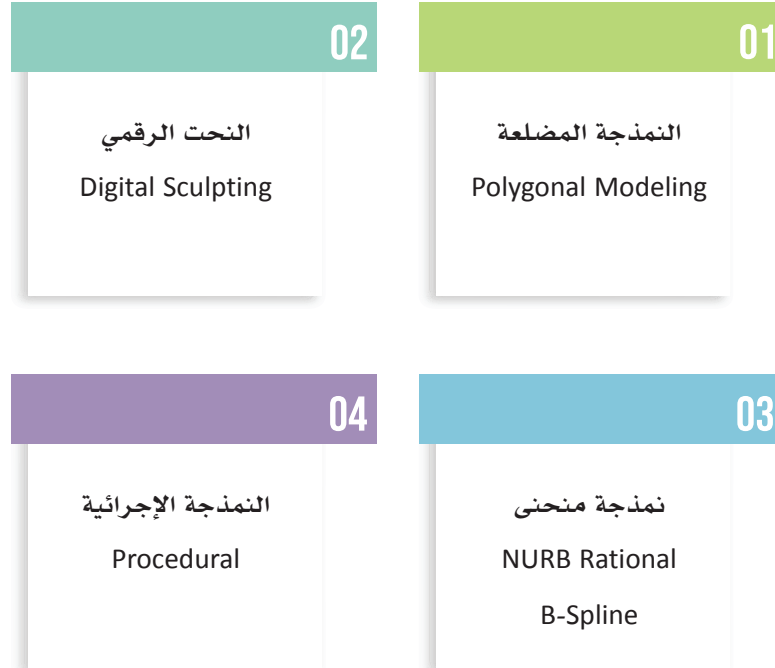 01
النمذجة المضلعة
Polygonal Modeling
02
النحت الرقمي
Digital Sculpting
03
نمذجة منحنى
NURB Rational
B-Spline
04
النمذجة الإجرائية
Procedural